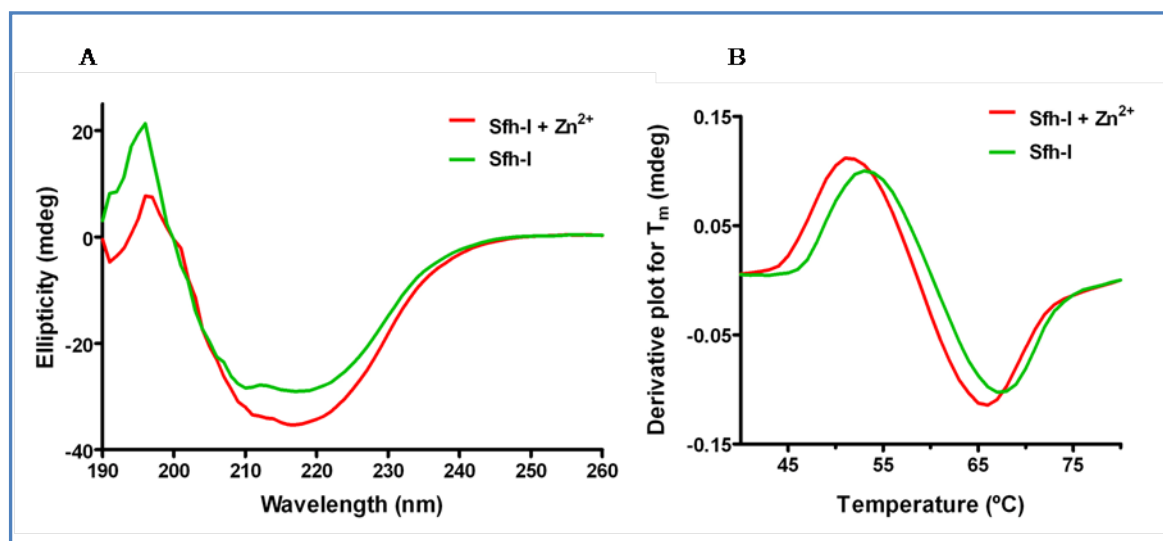 A
Sfh-I + Zn²⁺
Sfh-I
20
0
-20
-40
190 200 210 220 230 240 250 260
Ellipticity (mdeg)
Wavelength (nm)
B
Sfh-I + Zn²⁺
Sfh-I
0.15
0.05
-0.05
-0.15
45 55 65 75
Derivative plot for Tₘ (mdeg)
Temperature (ºC)